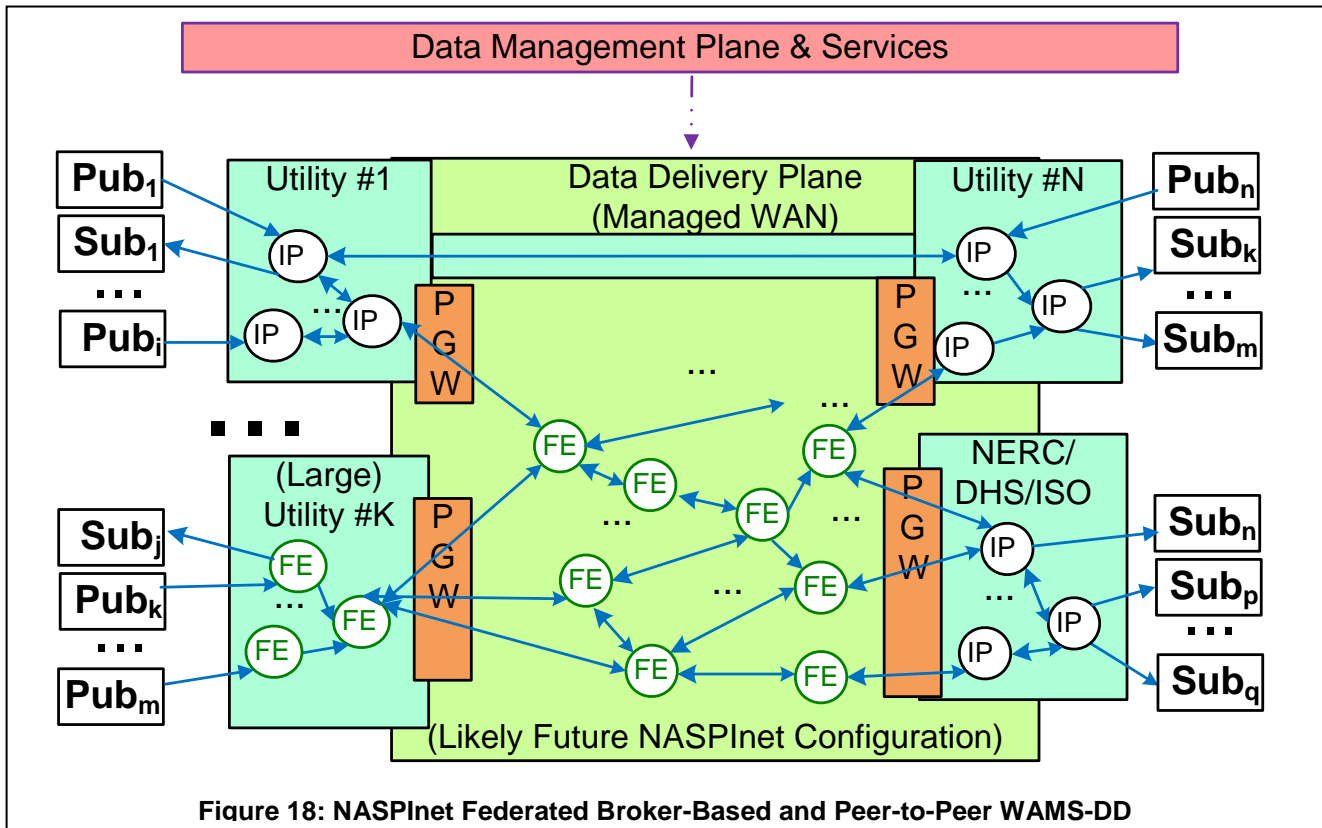 Data Management Plane & Services
Utility #1
Data Delivery Plane
(Managed WAN)
Utility #N
Pub1
Sub1
...
Pubi
IP
...
IP
IP
P
G
W
P
G
W
IP
...
IP
IP
Pubn
Subk
...
Subm
...
...
...
FE
FE
FE
...
FE
...
FE
...
FE
FE
FE
(Large)
Utility #K
FE
...
FE
FE
P
G
W
Subj
Pubk
...
Pubm
P
G
W
NERC/
DHS/ISO
IP
...
IP
IP
Subn
Subp
...
Subq
(Likely Future NASPInet Configuration)
Figure 18: NASPInet Federated Broker-Based and Peer-to-Peer WAMS-DD